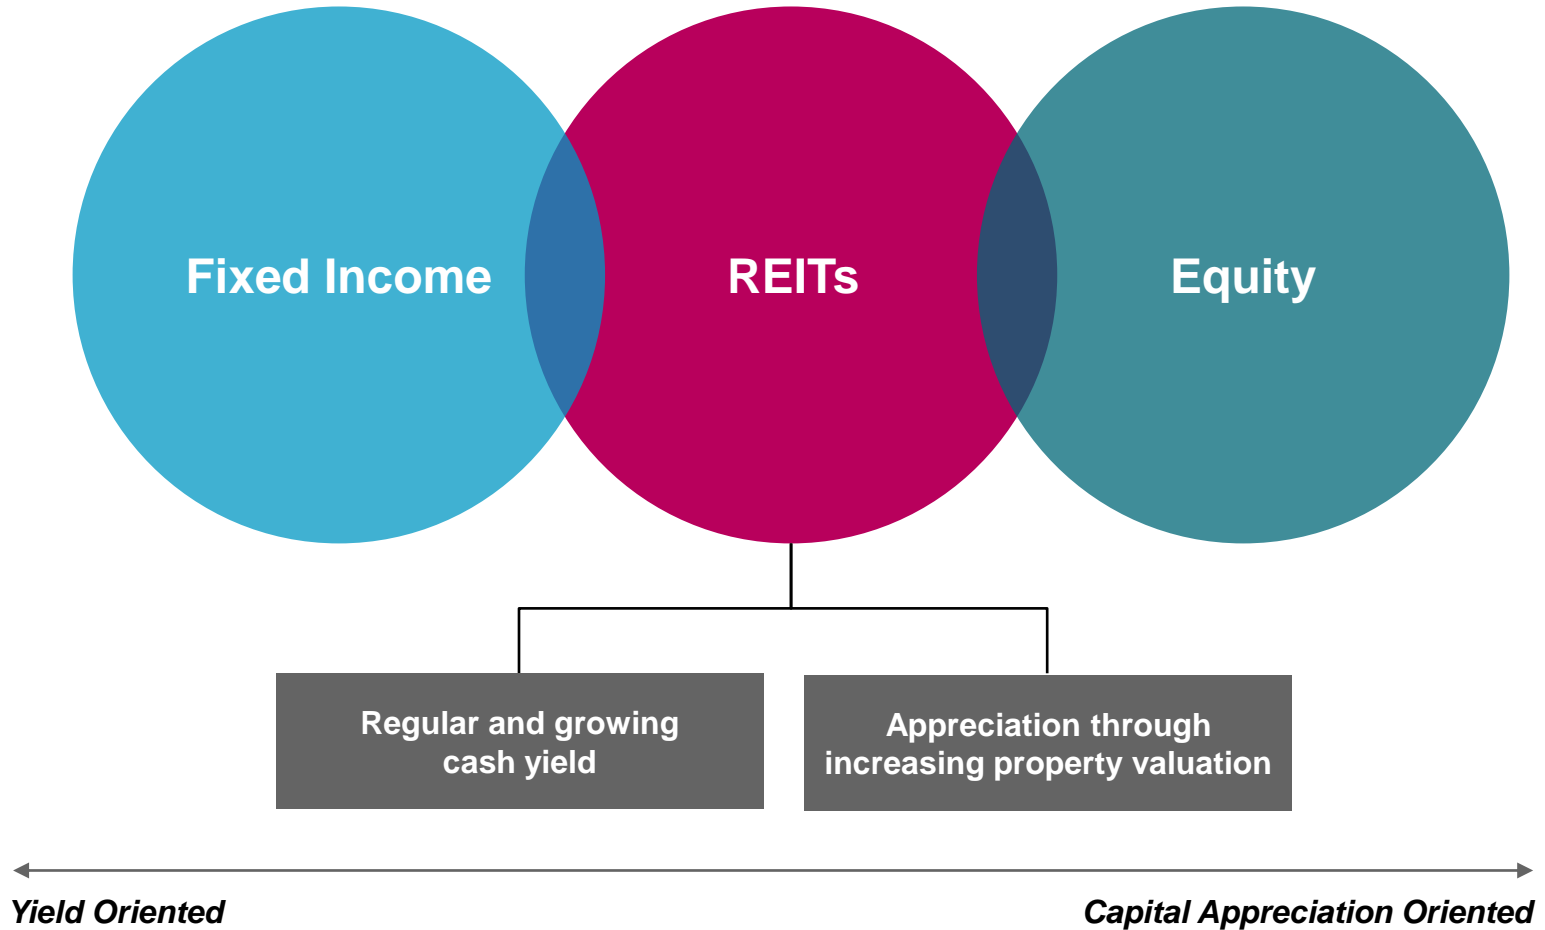 Fixed Income
REITs
Equity
Regular and growing
cash yield
Appreciation through
increasing property valuation
Yield Oriented
Capital Appreciation Oriented